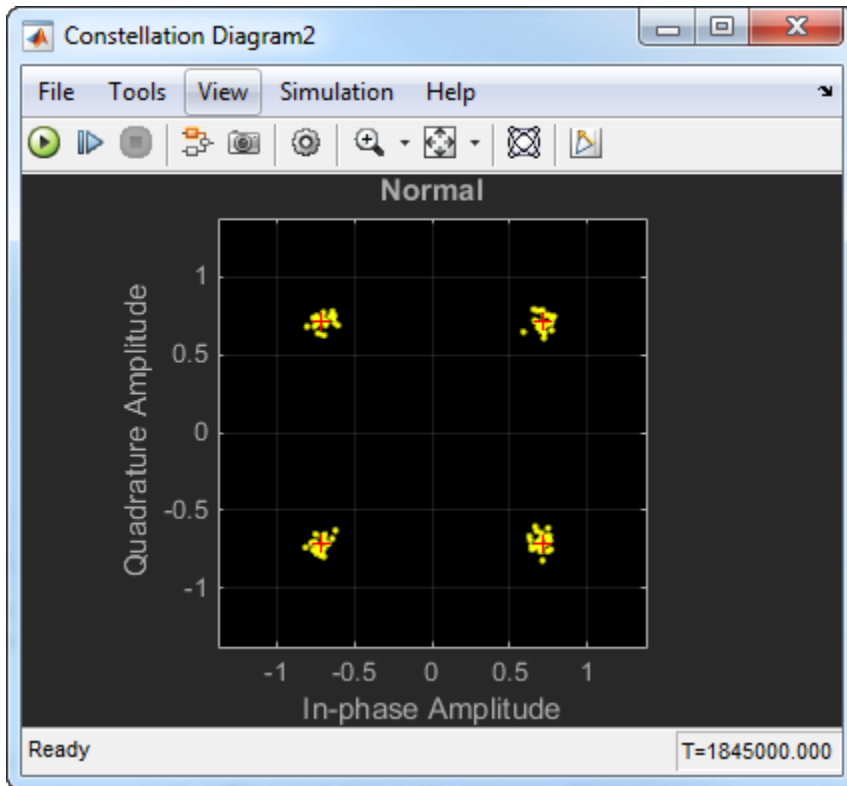 Constellation Diagram2
File Tools View Simulation Help
Normal
Quadrature Amplitude
1
0.5
0
-0.5
-1
-1 -0.5 0 0.5 1
In-phase Amplitude
Ready T=1845000.000